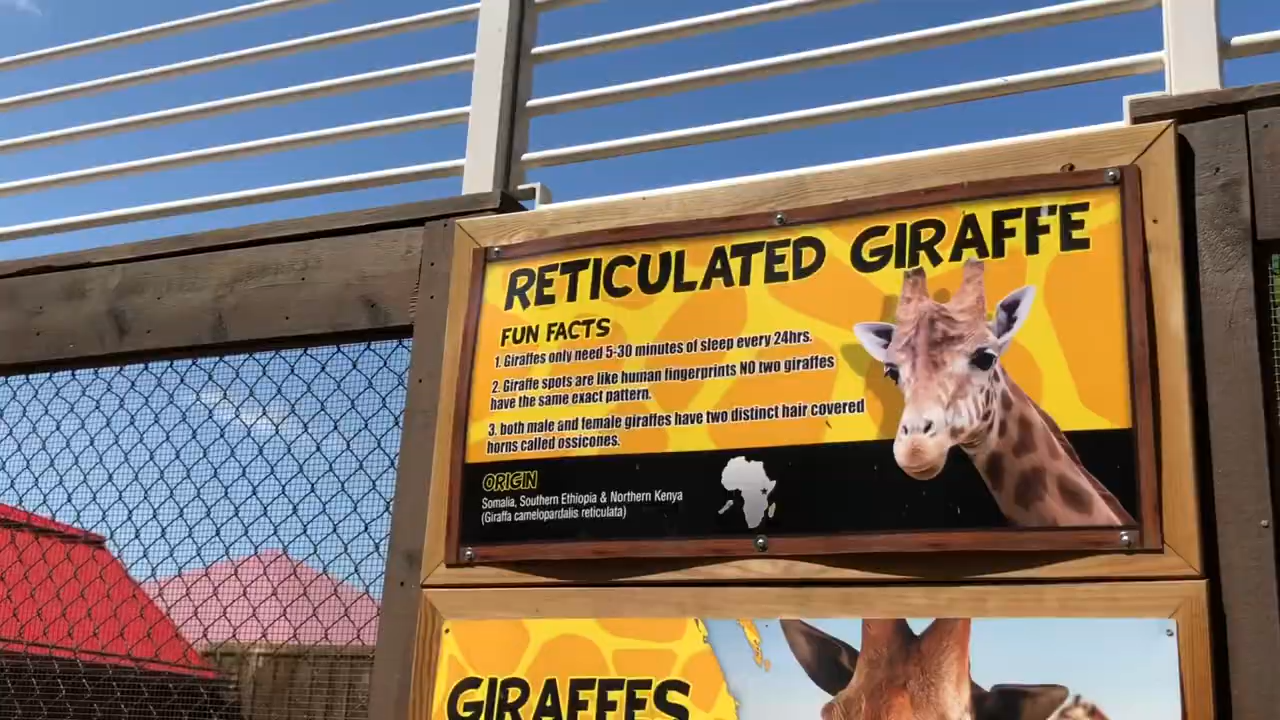 RETICULATED GIRAFFE
FUN FACTS
1. Giraffes only need 5-30 minutes of sleep every 24hrs.
2. Giraffe spots are like human fingerprints NO two giraffes
have the same exact pattern.
3. both male and female giraffes have two distinct hair covered
horns called ossicones.
ORIGIN
Somalia, Southern Ethiopia & Northern Kenya
(Giraffa camelopardalis reticulata)
GIRAFFES